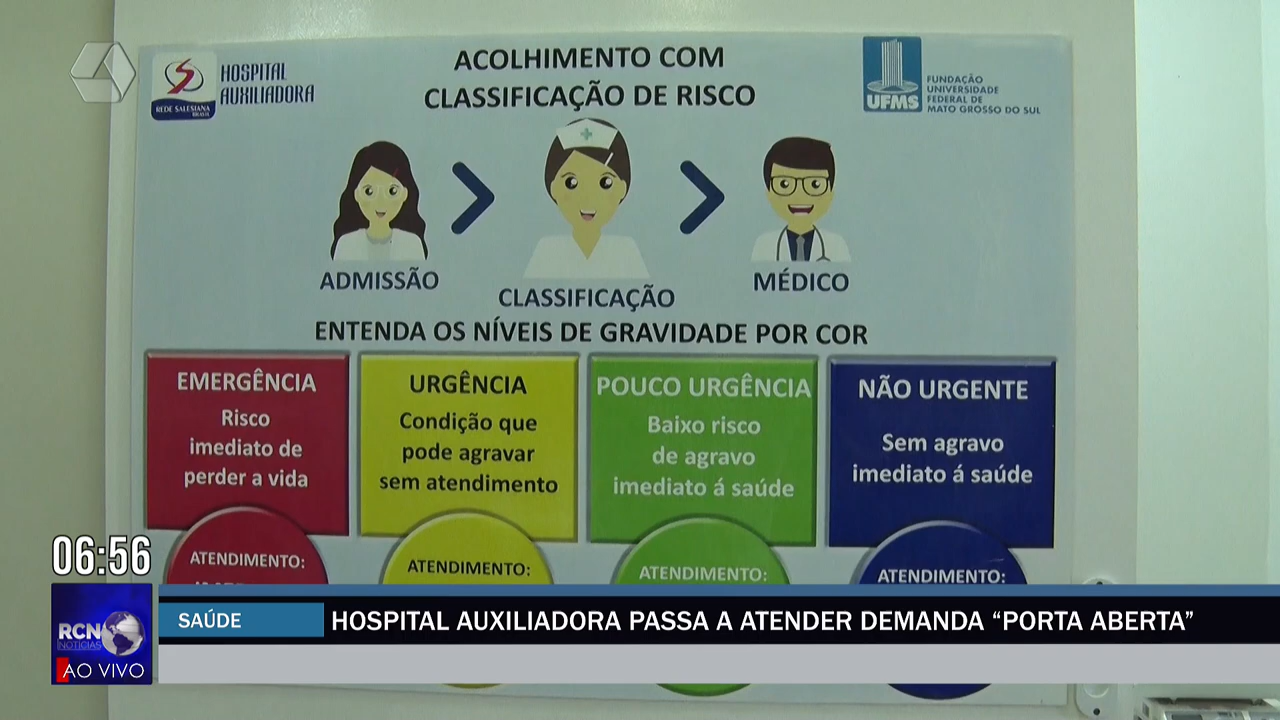 HOSPITAL
AUXILIADORA
REDE SALESIANA
BRASIL
ACOLHIMENTO COM
CLASSIFICAÇÃO DE RISCO
UFMS
FUNDAÇÃO
UNIVERSIDADE
FEDERAL DE
MATO GROSSO DO SUL
ADMISSÃO
CLASSIFICAÇÃO
MÉDICO
ENTENDA OS NÍVEIS DE GRAVIDADE POR COR
EMERGÊNCIA
Risco
imediato de
perder a vida
ATENDIMENTO:
URGÊNCIA
Condição que
pode agravar
sem atendimento
ATENDIMENTO:
POUCO URGÊNCIA
Baixo risco
de agravo
imediato á saúde
ATENDIMENTO:
NÃO URGENTE
Sem agravo
imediato á saúde
ATENDIMENTO:
06:56
RCN
NOTÍCIAS
AO VIVO
SAÚDE
HOSPITAL AUXILIADORA PASSA A ATENDER DEMANDA “PORTA ABERTA”